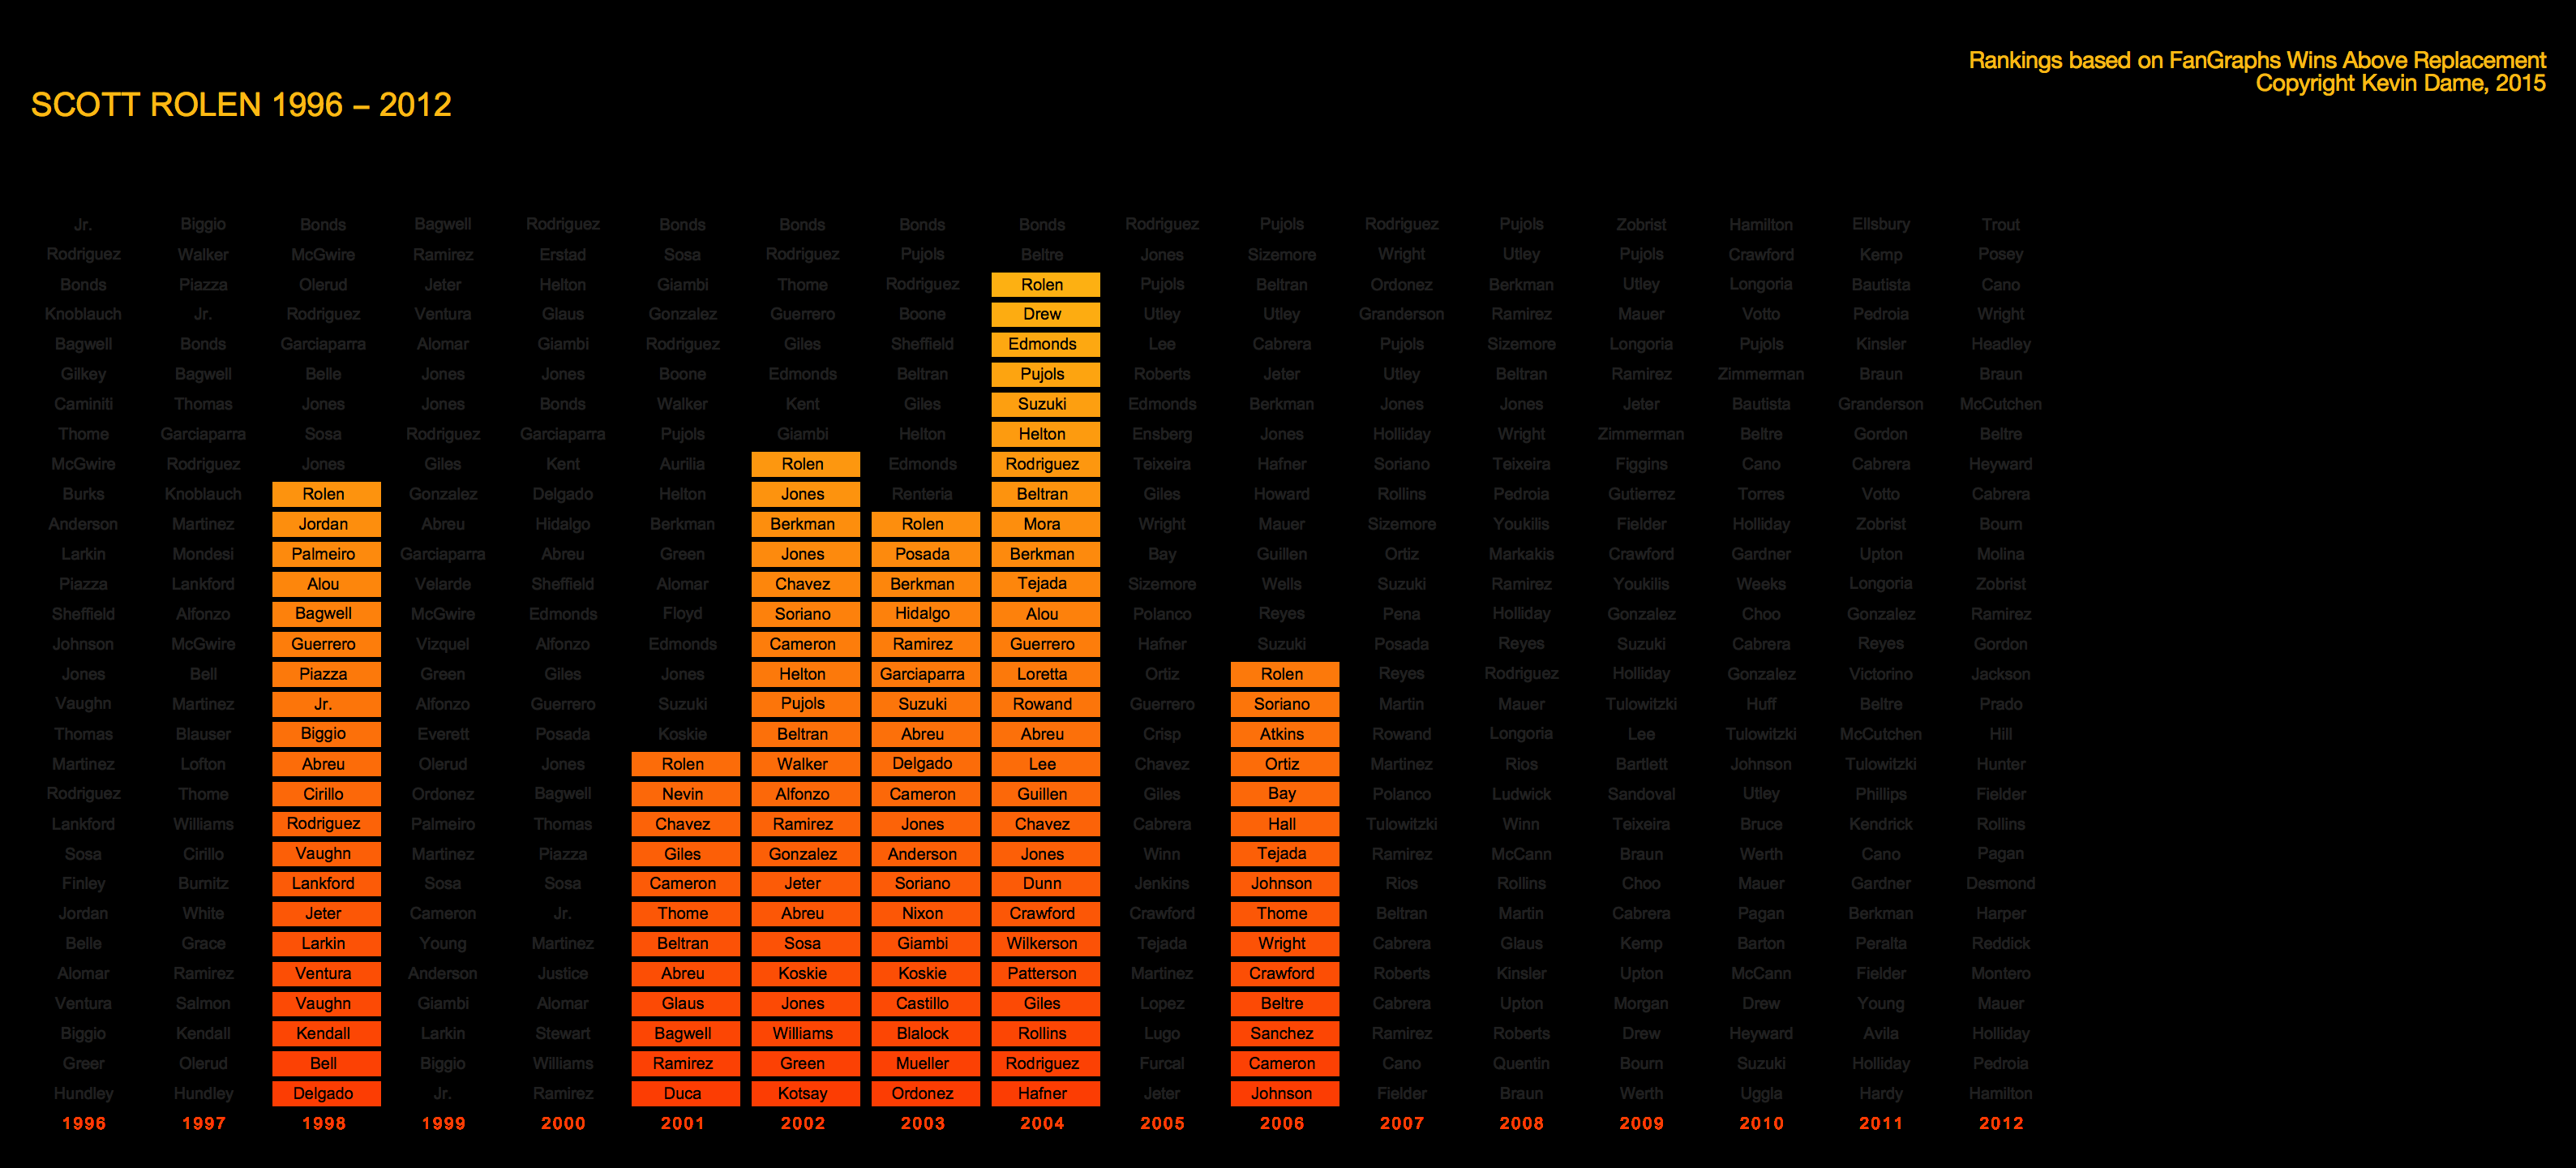 Rankings based on FanGraphs Wins Above Replacement
Copyright Kevin Dame, 2015
SCOTT ROLEN 1996 – 2012
Jr. Biggio Bonds Bagwell Rodriguez Bonds Bonds Bonds Bonds Rodriguez Pujols Rodriguez Pujols Zobrist Hamilton Ellsbury Trout
Rodriguez Walker McGwire Ramirez Erstad Sosa Rodriguez Pujols Beltre Jones Sizemore Wright Utley Pujols Crawford Kemp Posey
Bonds Piazza Olerud Jeter Helton Giambi Thome Rodriguez Rolen Pujols Beltran Ordonez Berkman Utley Longoria Bautista Cano
Knoblauch Jr. Rodriguez Ventura Glaus Gonzalez Guerrero Boone Drew Utley Utley Granderson Ramirez Mauer Votto Pedroia Wright
Bagwell Bonds Garciaparra Alomar Giambi Rodriguez Giles Sheffield Edmonds Lee Cabrera Pujols Sizemore Longoria Pujols Kinsler Headley
Gilkey Bagwell Belle Jones Jones Boone Edmonds Beltran Pujols Roberts Jeter Utley Beltran Ramirez Zimmerman Braun Braun
Caminiti Thomas Jones Jones Bonds Walker Kent Giles Suzuki Edmonds Berkman Jones Jones Jeter Bautista Granderson McCutchen
Thome Garciaparra Sosa Rodriguez Garciaparra Pujols Giambi Helton Helton Ensberg Jones Holliday Wright Zimmerman Beltre Gordon Beltre
McGwire Rodriguez Jones Giles Kent Aurilia Rolen Edmonds Rodriguez Teixeira Hafner Soriano Teixeira Figgins Cano Cabrera Heyward
Burks Knoblauch Rolen Gonzalez Delgado Helton Jones Renteria Beltran Giles Howard Rollins Pedroia Gutierrez Torres Votto Cabrera
Anderson Martinez Jordan Abreu Hidalgo Berkman Berkman Rolen Mora Wright Mauer Sizemore Youkilis Fielder Holliday Zobrist Bourn
Larkin Mondesi Palmeiro Garciaparra Abreu Green Jones Posada Berkman Bay Guillen Ortiz Markakis Crawford Gardner Upton Molina
Piazza Lankford Alou Velarde Sheffield Alomar Chavez Berkman Tejada Sizemore Wells Suzuki Ramirez Youkilis Weeks Longoria Zobrist
Sheffield Alfonzo Bagwell McGwire Edmonds Floyd Soriano Hidalgo Alou Polanco Reyes Pena Holliday Gonzalez Choo Gonzalez Ramirez
Johnson McGwire Guerrero Vizquel Alfonzo Edmonds Cameron Ramirez Guerrero Hafner Suzuki Posada Reyes Suzuki Cabrera Reyes Gordon
Jones Bell Piazza Green Giles Jones Helton Garciaparra Loretta Ortiz Rolen Reyes Rodriguez Holliday Gonzalez Victorino Jackson
Vaughn Martinez Jr. Alfonzo Guerrero Suzuki Pujols Suzuki Rowand Guerrero Soriano Martin Mauer Tulowitzki Huff Beltre Prado
Thomas Blauser Biggio Everett Posada Koskie Beltran Abreu Abreu Crisp Atkins Rowand Longoria Lee Tulowitzki McCutchen Hill
Martinez Lofton Abreu Olerud Jones Rolen Walker Delgado Lee Chavez Ortiz Martinez Rios Bartlett Johnson Tulowitzki Hunter
Rodriguez Thome Cirillo Ordonez Bagwell Nevin Alfonzo Cameron Guillen Giles Bay Polanco Ludwick Sandoval Utley Phillips Fielder
Lankford Williams Rodriguez Palmeiro Thomas Chavez Ramirez Jones Chavez Cabrera Hall Tulowitzki Winn Teixeira Bruce Kendrick Rollins
Sosa Cirillo Vaughn Martinez Piazza Giles Gonzalez Anderson Jones Winn Tejada Ramirez McCann Braun Werth Cano Pagan
Finley Burnitz Lankford Sosa Sosa Cameron Jeter Soriano Dunn Jenkins Johnson Rios Rollins Choo Mauer Gardner Desmond
Jordan White Jeter Cameron Jr. Thome Abreu Nixon Crawford Crawford Thome Beltran Martin Cabrera Pagan Berkman Harper
Belle Grace Larkin Young Martinez Beltran Sosa Giambi Wilkerson Tejada Wright Cabrera Glaus Kemp Barton Peralta Reddick
Alomar Ramirez Ventura Anderson Justice Abreu Koskie Koskie Patterson Martinez Crawford Roberts Kinsler Upton McCann Fielder Montero
Ventura Salmon Vaughn Giambi Alomar Glaus Jones Castillo Giles Lopez Beltre Cabrera Upton Morgan Drew Young Mauer
Biggio Kendall Kendall Larkin Stewart Bagwell Williams Blalock Rollins Lugo Sanchez Ramirez Roberts Drew Heyward Avila Holliday
Greer Olerud Bell Biggio Williams Ramirez Green Mueller Rodriguez Furcal Cameron Cano Quentin Bourn Suzuki Holliday Pedroia
Hundley Hundley Delgado Jr. Ramirez Duca Kotsay Ordonez Hafner Jeter Johnson Fielder Braun Werth Uggla Hardy Hamilton
1996 1997 1998 1999 2000 2001 2002 2003 2004 2005 2006 2007 2008 2009 2010 2011 2012